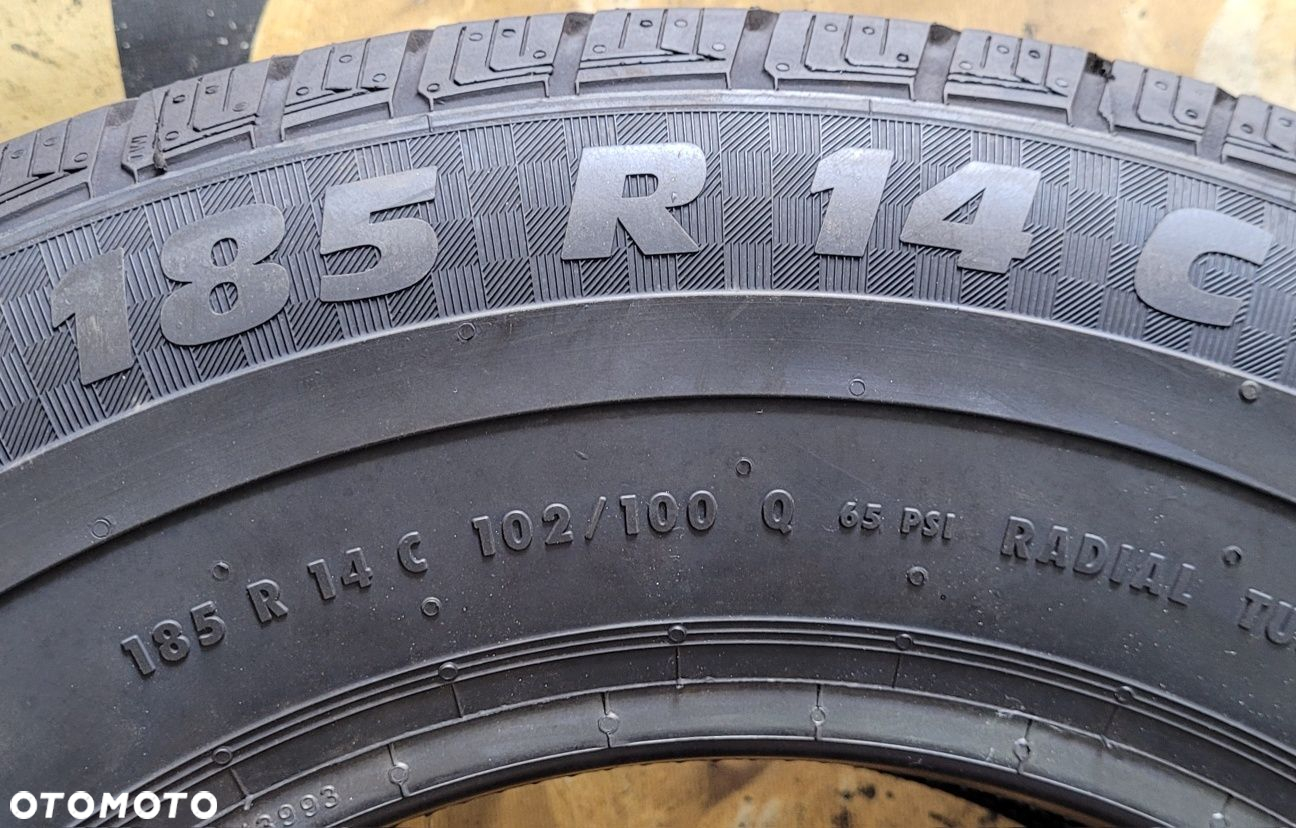 185 R 14 C
185 R 14 C 102/100 Q 65 PSI RADIAL
OTOMOTO